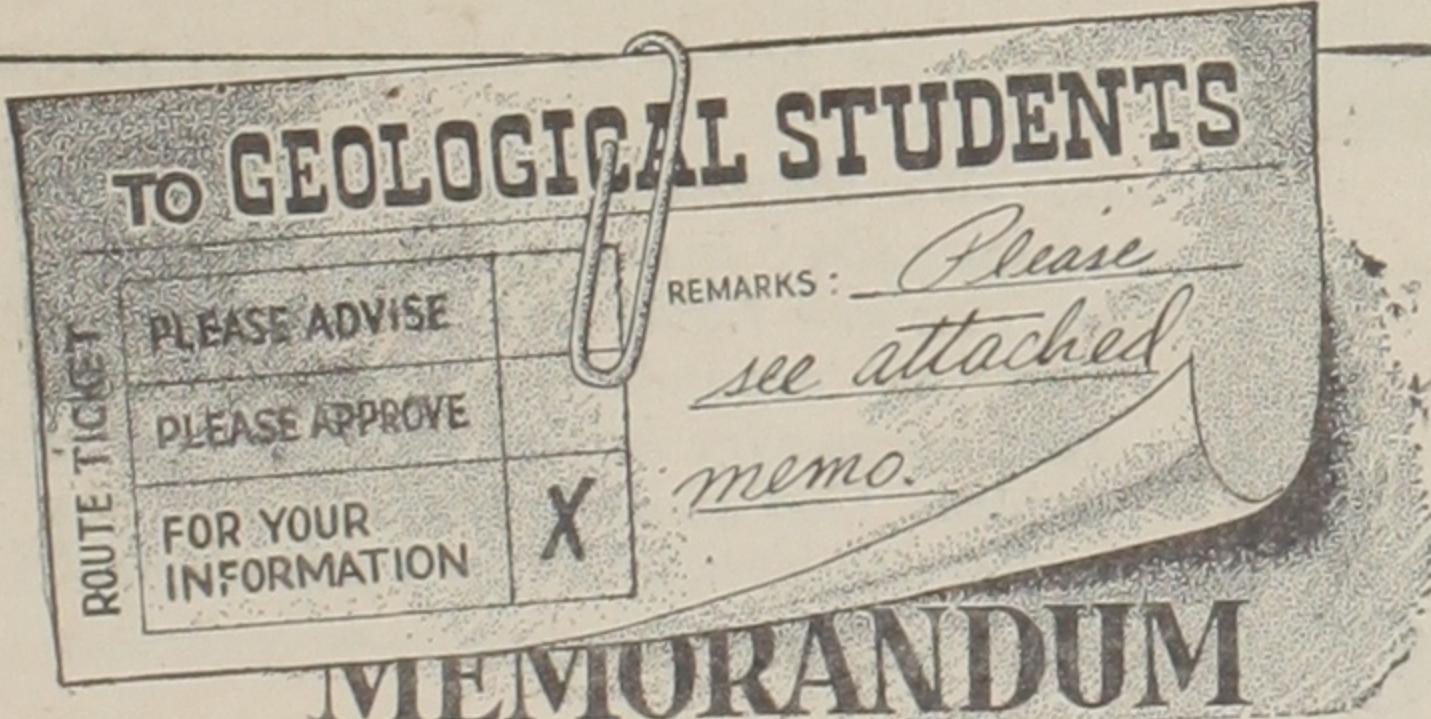 TO GEOLOGICAL STUDENTS
ROUTE TICKET
PLEASE ADVISE
PLEASE APPROVE
FOR YOUR
INFORMATION
X
REMARKS: Please
see attached
memo.
MEMORANDUM